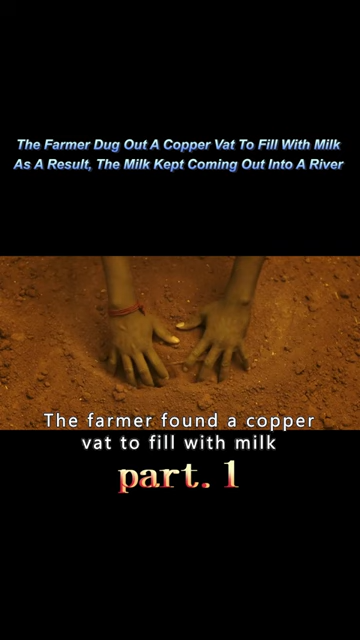 The Farmer Dug Out A Copper Vat To Fill With Milk
As A Result, The Milk Kept Coming Out Into A River
The farmer found a copper
vat to fill with milk
part.1